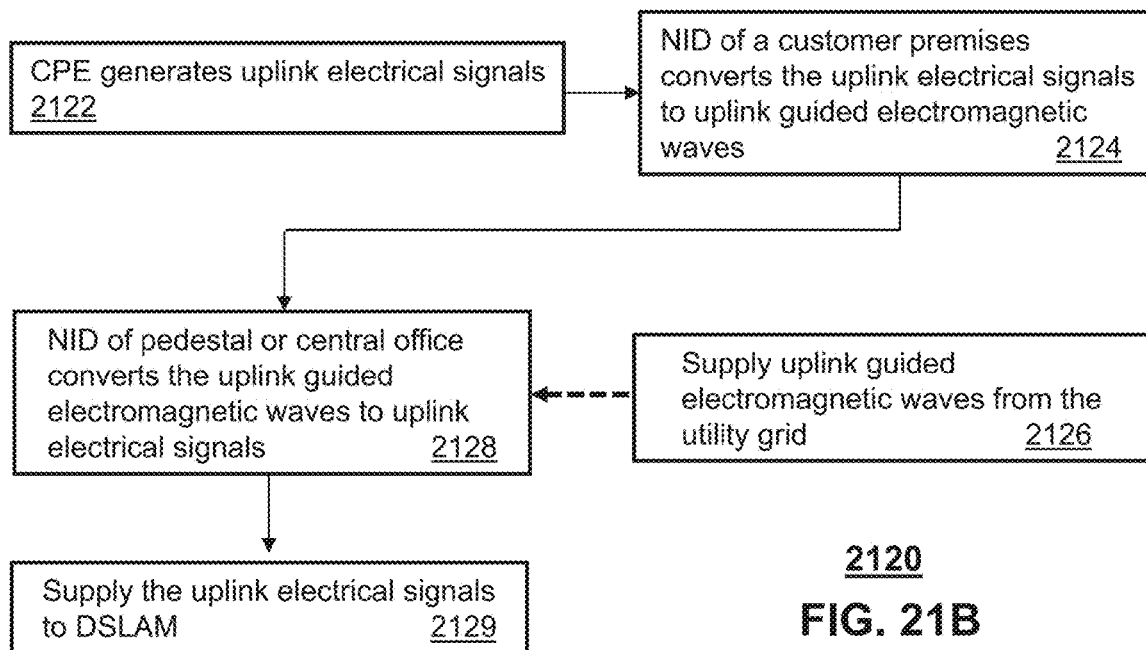 CPE generates uplink electrical signals
2122
NID of a customer premises
converts the uplink electrical signals
to uplink guided electromagnetic
waves 2124
NID of pedestal or central office
converts the uplink guided
electromagnetic waves to uplink
electrical signals 2128
Supply uplink guided
electromagnetic waves from the
utility grid 2126
Supply the uplink electrical signals
to DSLAM 2129
2120
FIG. 21B